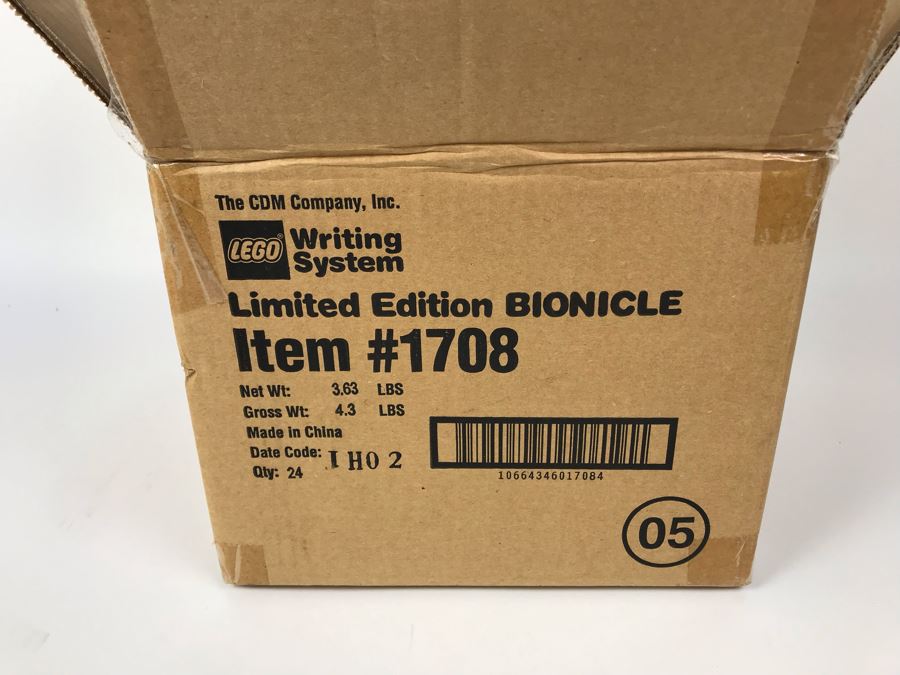 The CDM Company, Inc.
LEGO® Writing System
Limited Edition BIONICLE
Item #1708
Net Wt: 3.63 LBS
Gross Wt: 4.3 LBS
Made in China
Date Code: I H0 2
Qty: 24
10664346017084
05